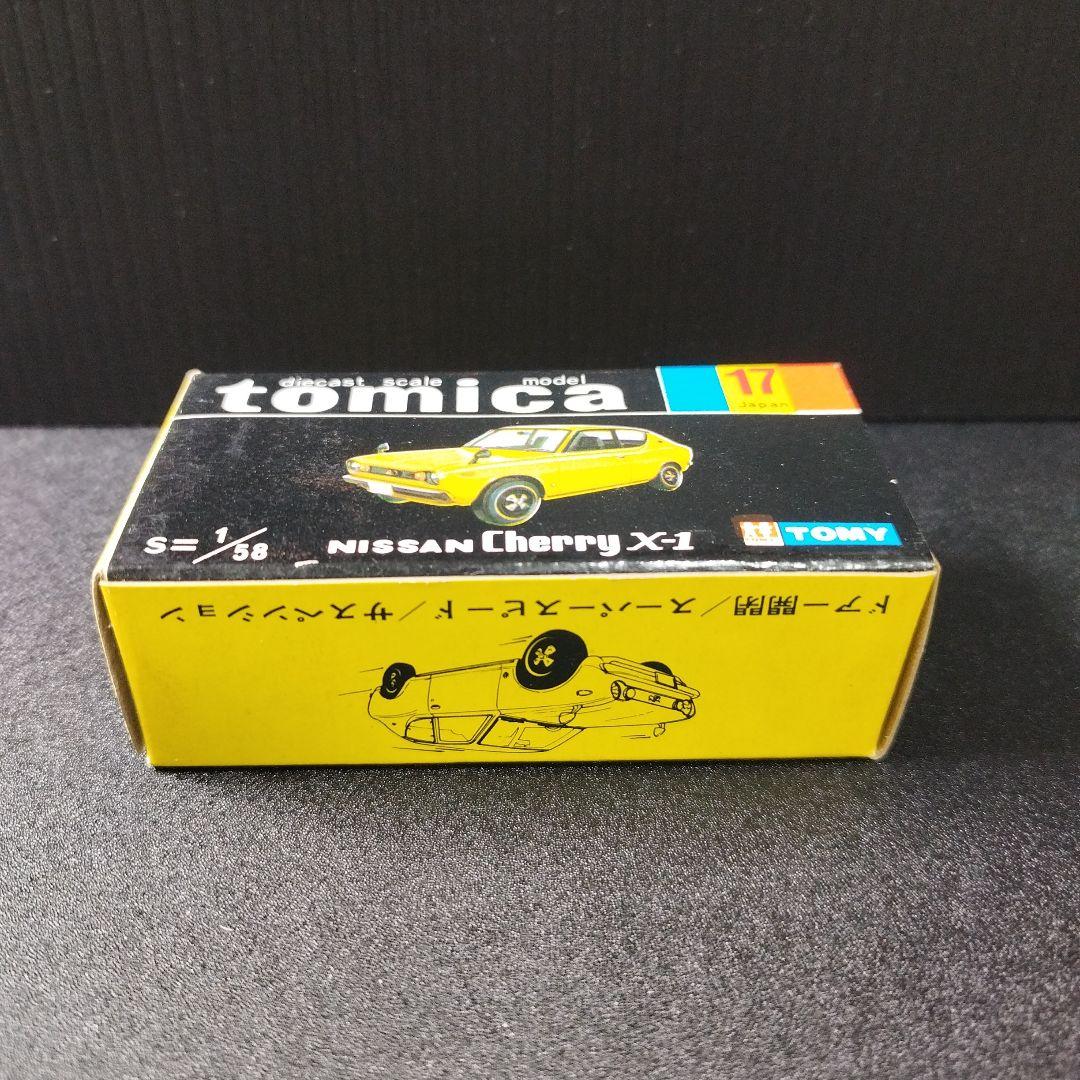 diecast scale model
tomica
17
Japan
S=1/58
NISSAN Cherry X-1
TOMY
ドアー開閉/スーパースピード/サスペンション